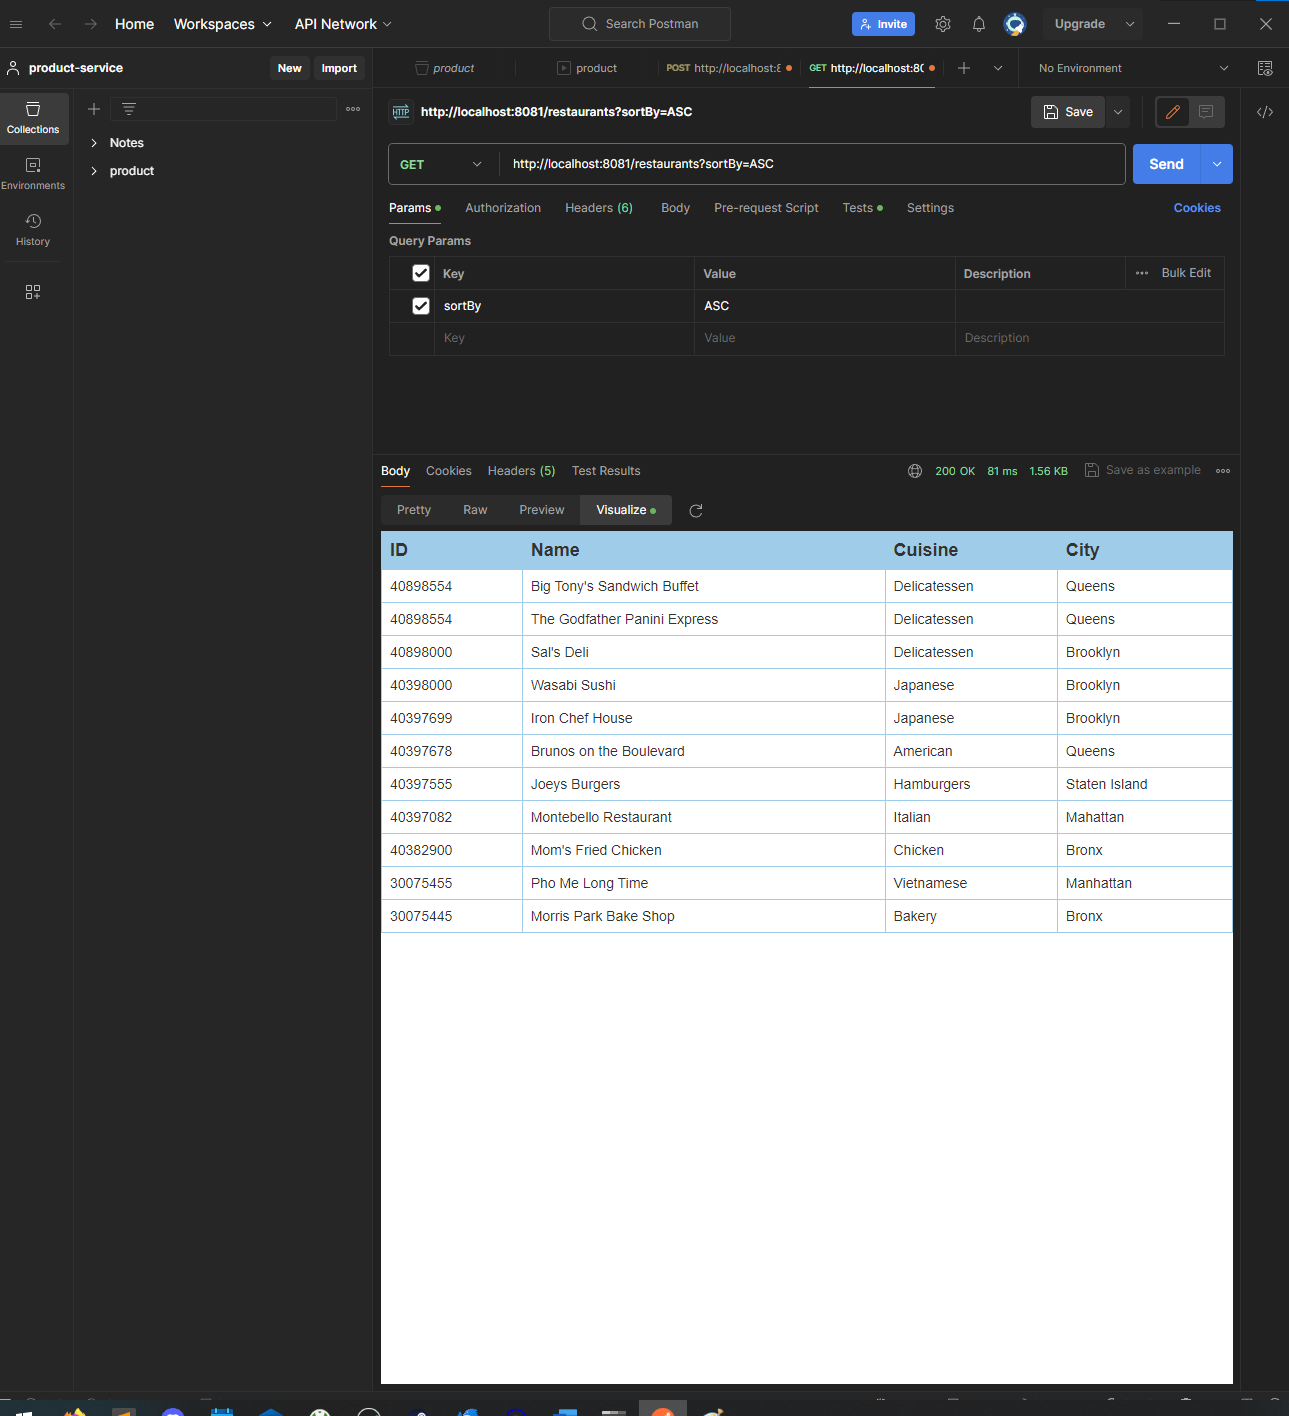 Home Workspaces API Network Search Postman Invite Upgrade
product-service New Import product product POST http://localhost:8 GET http://localhost:80 No Environment
Collections
Environments
History
Notes
product
HTTP http://localhost:8081/restaurants?sortBy=ASC Save
GET http://localhost:8081/restaurants?sortBy=ASC Send
Params Authorization Headers (6) Body Pre-request Script Tests Settings Cookies
Query Params
Key Value Description Bulk Edit
sortBy ASC
Key Value Description
Body Cookies Headers (5) Test Results 200 OK 81 ms 1.56 KB Save as example
Pretty Raw Preview Visualize
ID Name Cuisine City
40898554 Big Tony's Sandwich Buffet Delicatessen Queens
40898554 The Godfather Panini Express Delicatessen Queens
40898000 Sal's Deli Delicatessen Brooklyn
40398000 Wasabi Sushi Japanese Brooklyn
40397699 Iron Chef House Japanese Brooklyn
40397678 Brunos on the Boulevard American Queens
40397555 Joeys Burgers Hamburgers Staten Island
40397082 Montebello Restaurant Italian Mahattan
40382900 Mom's Fried Chicken Chicken Bronx
30075455 Pho Me Long Time Vietnamese Manhattan
30075445 Morris Park Bake Shop Bakery Bronx